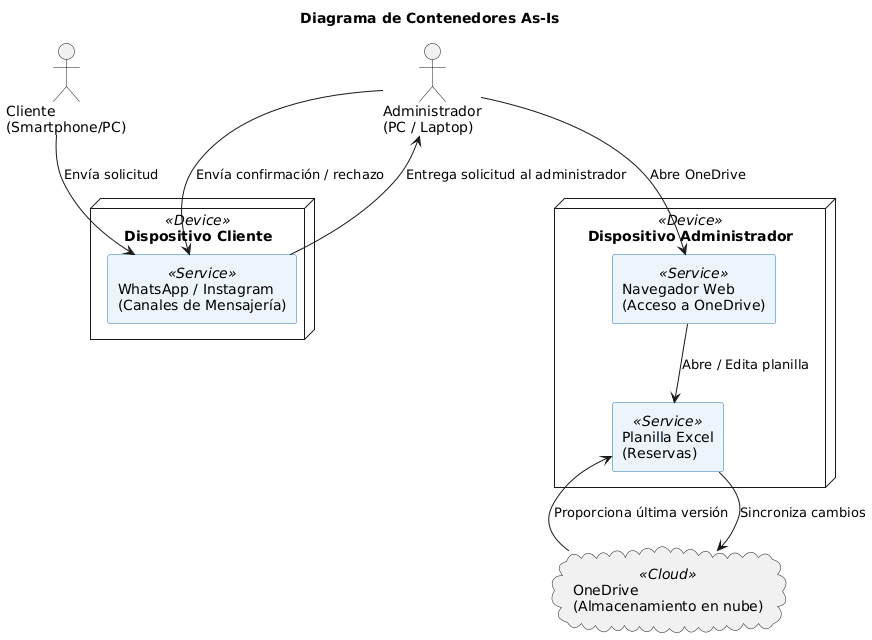 Diagrama de Contenedores As-Is
Cliente
(Smartphone/PC)
Administrador
(PC / Laptop)
Envía solicitud
Envía confirmación / rechazo
Entrega solicitud al administrador
Abre OneDrive
«Device»
Dispositivo Cliente
«Service»
WhatsApp / Instagram
(Canales de Mensajería)
«Device»
Dispositivo Administrador
«Service»
Navegador Web
(Acceso a OneDrive)
Abre / Edita planilla
«Service»
Planilla Excel
(Reservas)
Proporciona última versión
Sincroniza cambios
«Cloud»
OneDrive
(Almacenamiento en nube)